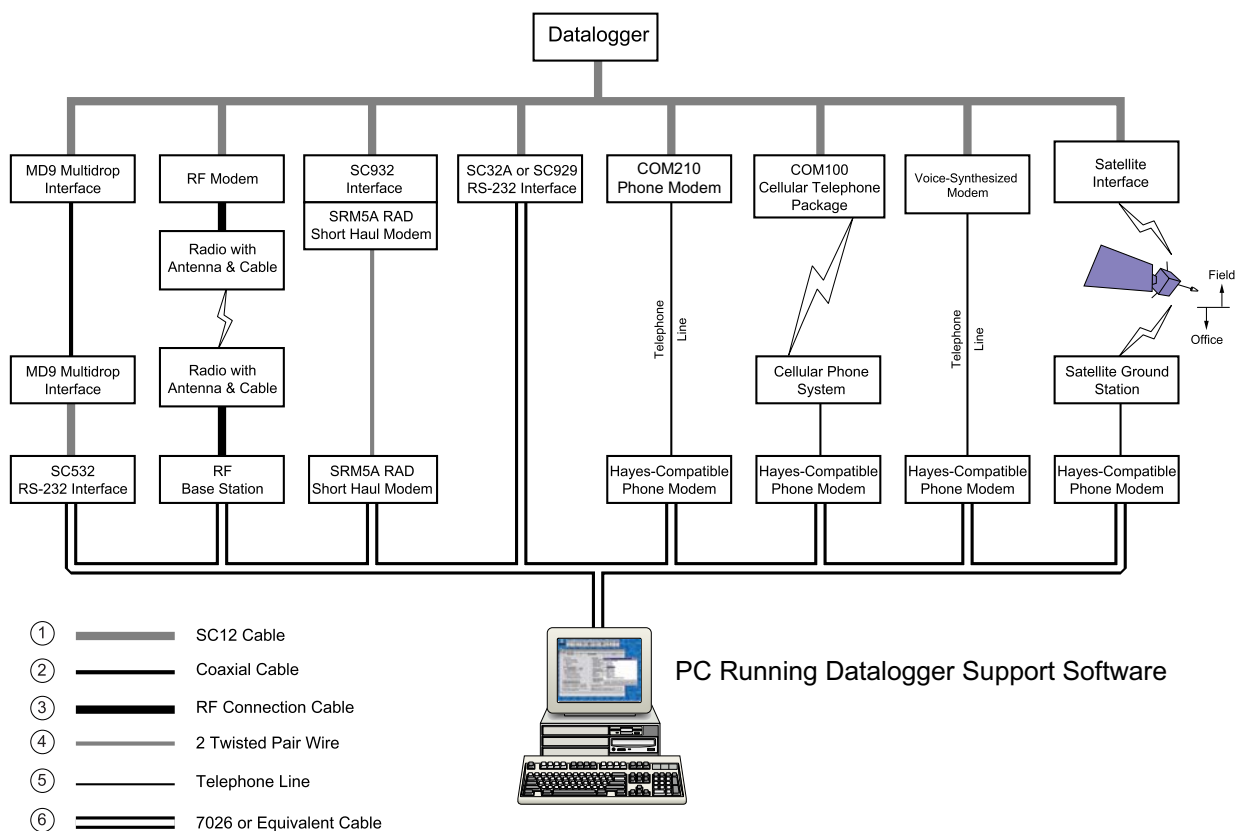 Datalogger
MD9 Multidrop
Interface
RF Modem
SC932
Interface
SRM5A RAD
Short Haul Modem
SC32A or SC929
RS-232 Interface
COM210
Phone Modem
COM100
Cellular Telephone
Package
Voice-Synthesized
Modem
Satellite
Interface
Radio with
Antenna & Cable
Telephone
Line
Telephone
Line
Field
Office
MD9 Multidrop
Interface
Radio with
Antenna & Cable
Cellular Phone
System
Satellite Ground
Station
SC532
RS-232 Interface
RF
Base Station
SRM5A RAD
Short Haul Modem
Hayes-Compatible
Phone Modem
Hayes-Compatible
Phone Modem
Hayes-Compatible
Phone Modem
Hayes-Compatible
Phone Modem
1 SC12 Cable
2 Coaxial Cable
3 RF Connection Cable
4 2 Twisted Pair Wire
5 Telephone Line
6 7026 or Equivalent Cable
PC Running Datalogger Support Software